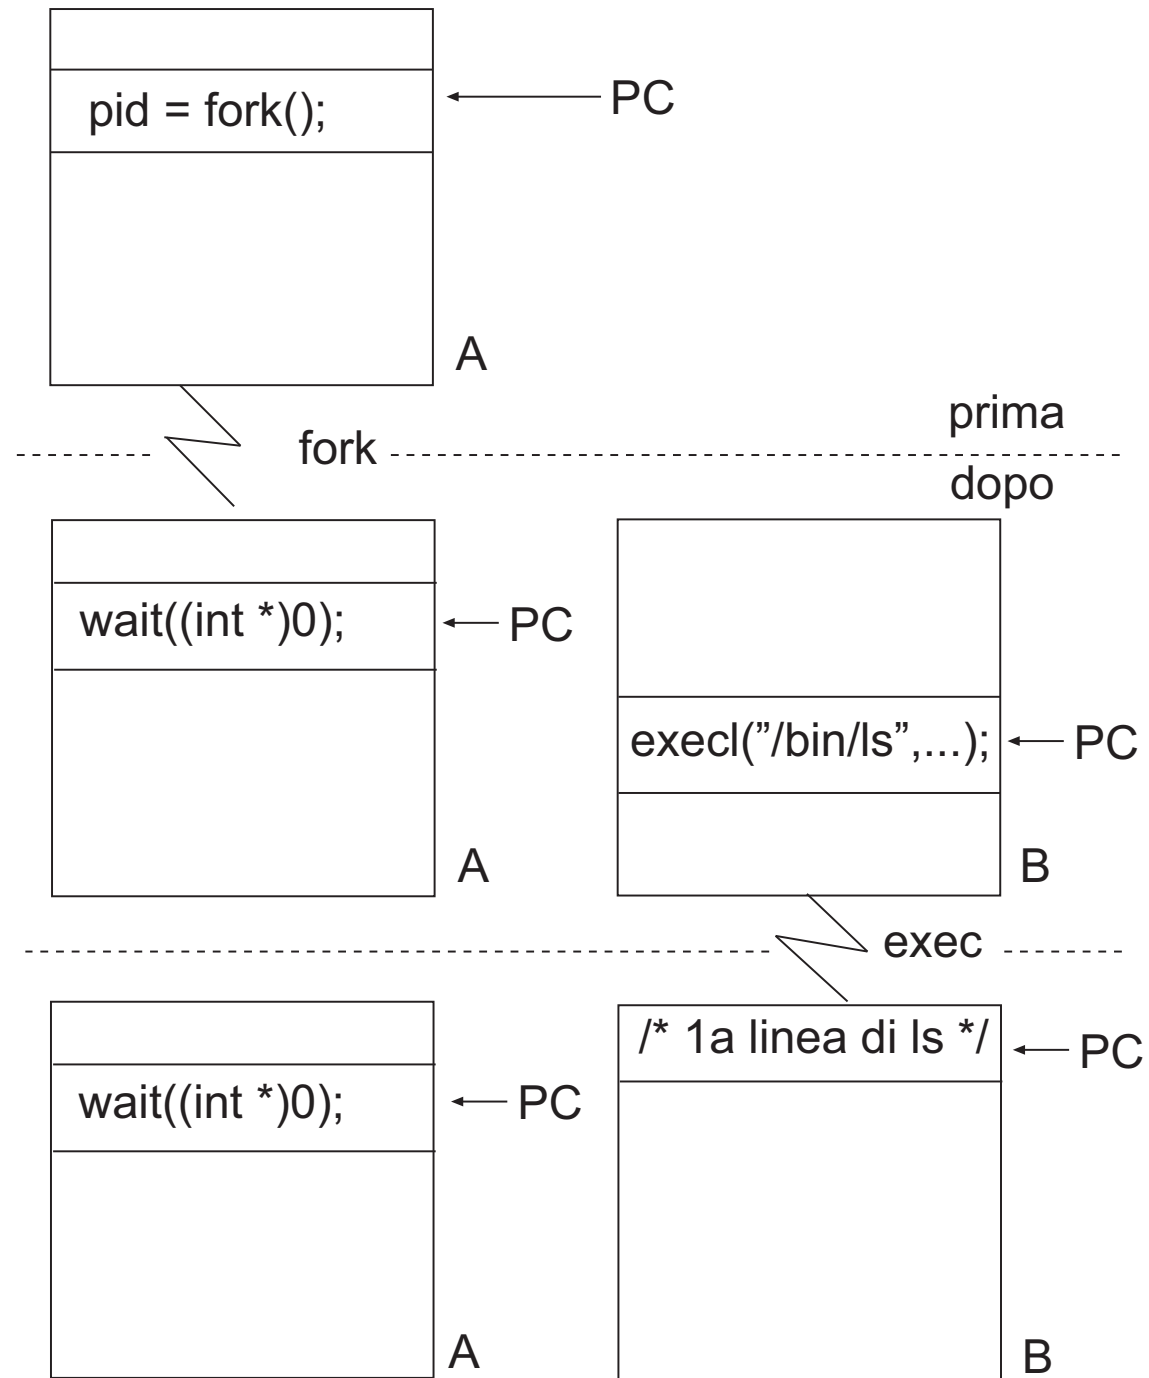 pid = fork();
PC
A
prima
fork
dopo
wait((int *)0);
PC
execl(”/bin/ls”,...);
PC
A
B
exec
/* 1a linea di ls */
PC
wait((int *)0);
PC
A
B